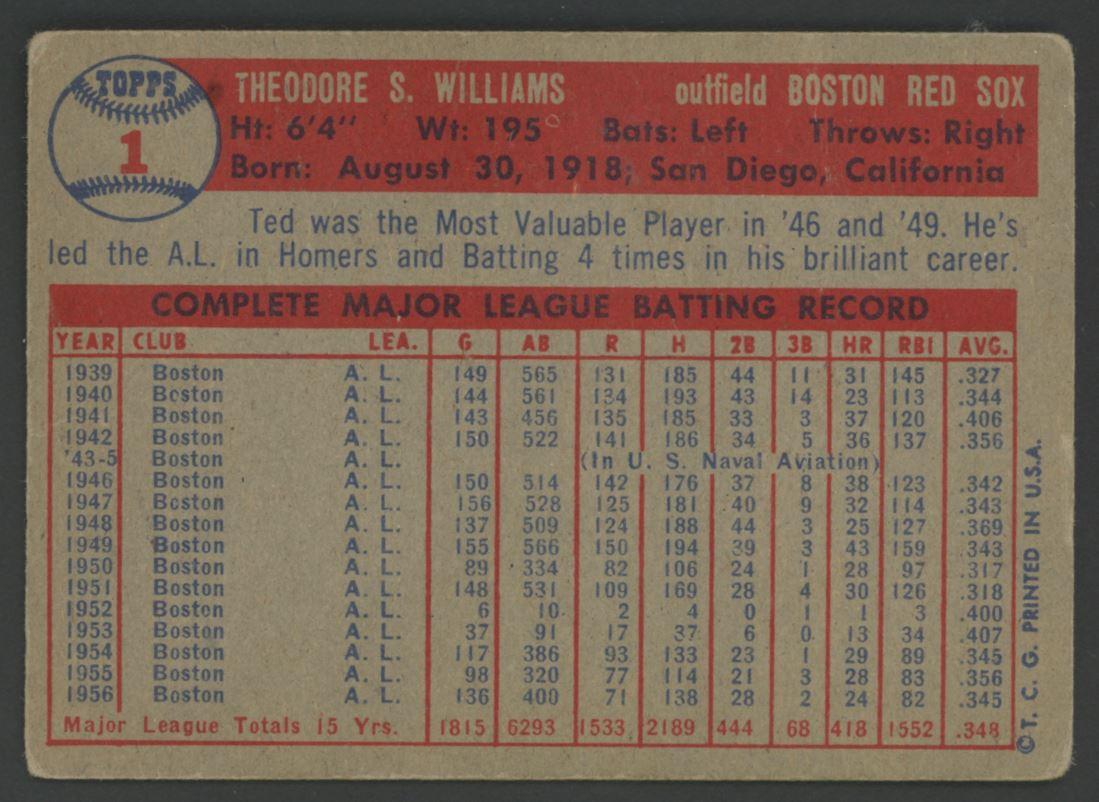 TOPPS
1
THEODORE S. WILLIAMS outfield BOSTON RED SOX
Ht: 6'4" Wt: 195 Bats: Left Throws: Right
Born: August 30, 1918; San Diego, California
Ted was the Most Valuable Player in '46 and '49. He's
led the A.L. in Homers and Batting 4 times in his brilliant career.
COMPLETE MAJOR LEAGUE BATTING RECORD
YEAR CLUB LEA. G AB R H 2B 3B HR RBI AVG.
1939 Boston A. L. 149 565 131 185 44 11 31 145 .327
1940 Boston A. L. 144 561 134 193 43 14 23 113 .344
1941 Boston A. L. 143 456 135 185 33 3 37 120 .406
1942 Boston A. L. 150 522 141 186 34 5 36 137 .356
'43-5 Boston (In U. S. Naval Aviation)
1946 Boston A. L. 150 514 142 176 37 8 38 123 .342
1947 Boston A. L. 156 528 125 181 40 9 32 114 .343
1948 Boston A. L. 137 509 124 188 44 3 25 127 .369
1949 Boston A. L. 155 566 150 194 39 3 43 159 .343
1950 Boston A. L. 89 334 82 106 24 1 28 97 .317
1951 Boston A. L. 148 531 109 169 28 4 30 126 .318
1952 Boston A. L. 6 10 2 4 0 1 1 3 .400
1953 Boston A. L. 37 91 17 37 6 0 13 34 .407
1954 Boston A. L. 117 386 93 133 23 1 29 89 .345
1955 Boston A. L. 98 320 77 114 21 3 28 83 .356
1956 Boston A. L. 136 400 71 138 28 2 24 82 .345
Major League Totals 15 Yrs. 1815 6293 1533 2189 444 68 418 1552 .348
© T. C. G. PRINTED IN U.S.A.